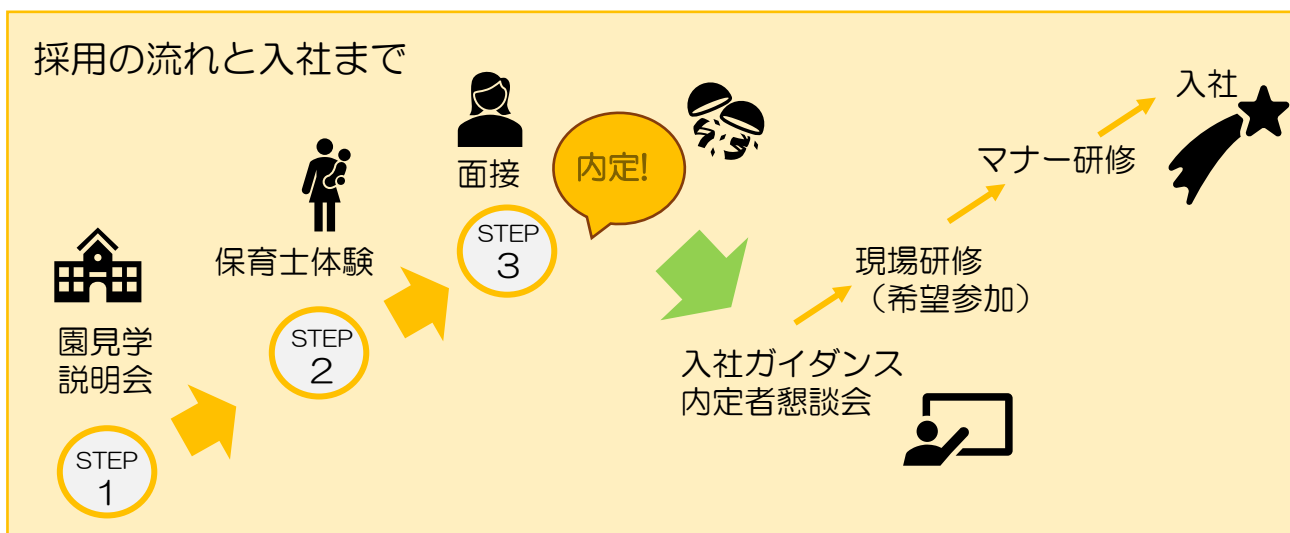 採用の流れと入社まで
園見学
説明会
STEP
1
保育士体験
STEP
2
面接
STEP
3
内定!
入社ガイダンス
内定者懇談会
現場研修
（希望参加）
マナー研修
入社